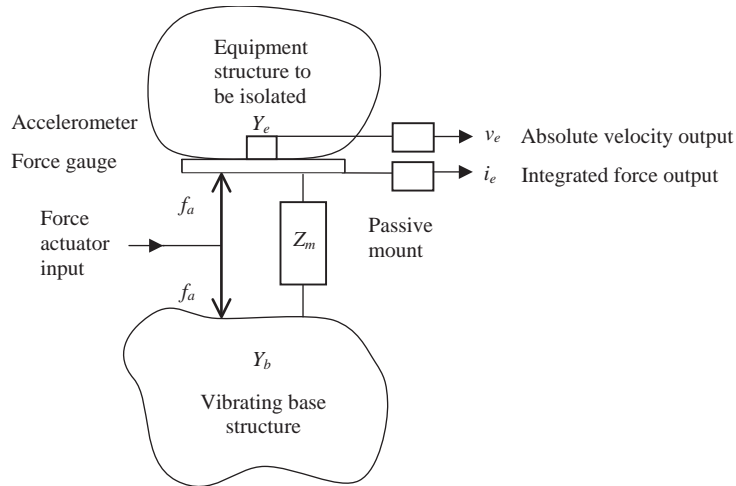 Equipment
structure to
be isolated
Y_e
Accelerometer
v_e Absolute velocity output
Force gauge
i_e Integrated force output
f_a
Force
actuator
input
Z_m
Passive
mount
f_a
Y_b
Vibrating base
structure